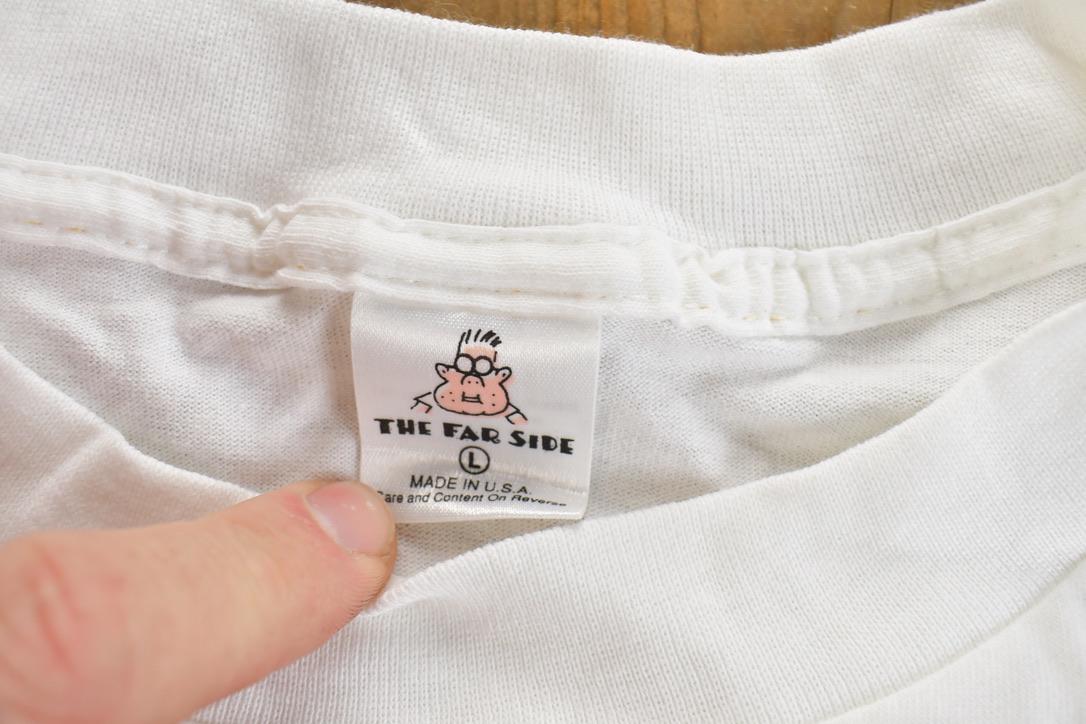 THE FAR SIDE
L
MADE IN U.S.A.
Care and Content On Reverse